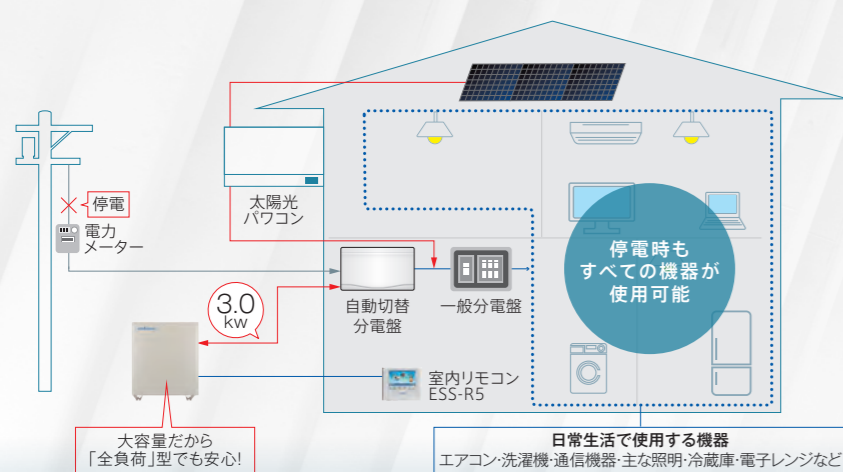 停電
電力
メーター
太陽光
パワコン
自動切替
分電盤
一般分電盤
停電時も
すべての機器が
使用可能
3.0
kw
室内リモコン
ESS-R5
大容量だから
「全負荷」型でも安心!
日常生活で使用する機器
エアコン・洗濯機・通信機器・主な照明・冷蔵庫・電子レンジなど